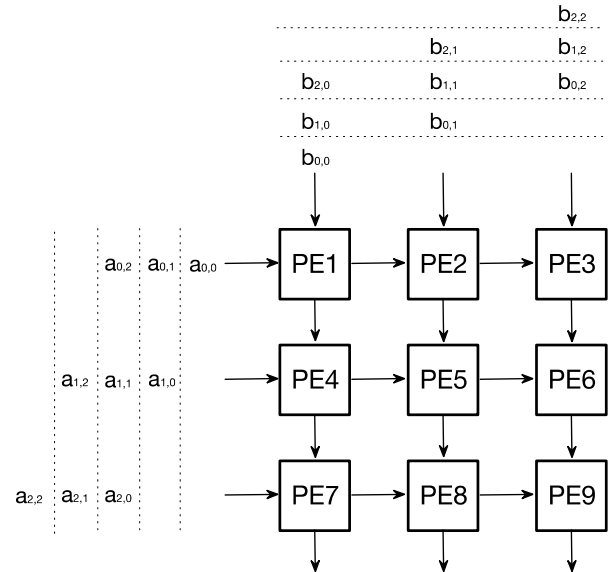 b2,2
b2,1 b1,2
b2,0 b1,1 b0,2
b1,0 b0,1
b0,0
a0,2 a0,1 a0,0 PE1 PE2 PE3
a1,2 a1,1 a1,0 PE4 PE5 PE6
a2,2 a2,1 a2,0 PE7 PE8 PE9